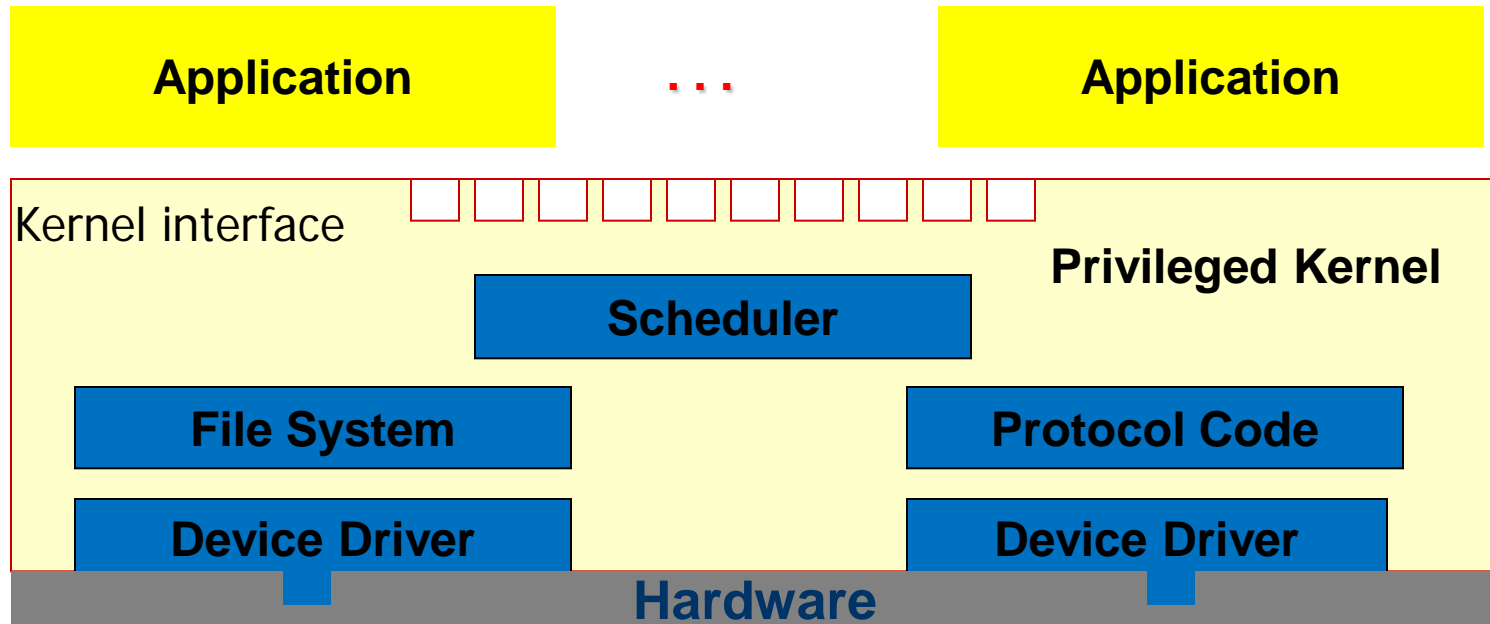 Application
. . .
Application
Kernel interface
Privileged Kernel
Scheduler
File System
Protocol Code
Device Driver
Device Driver
Hardware